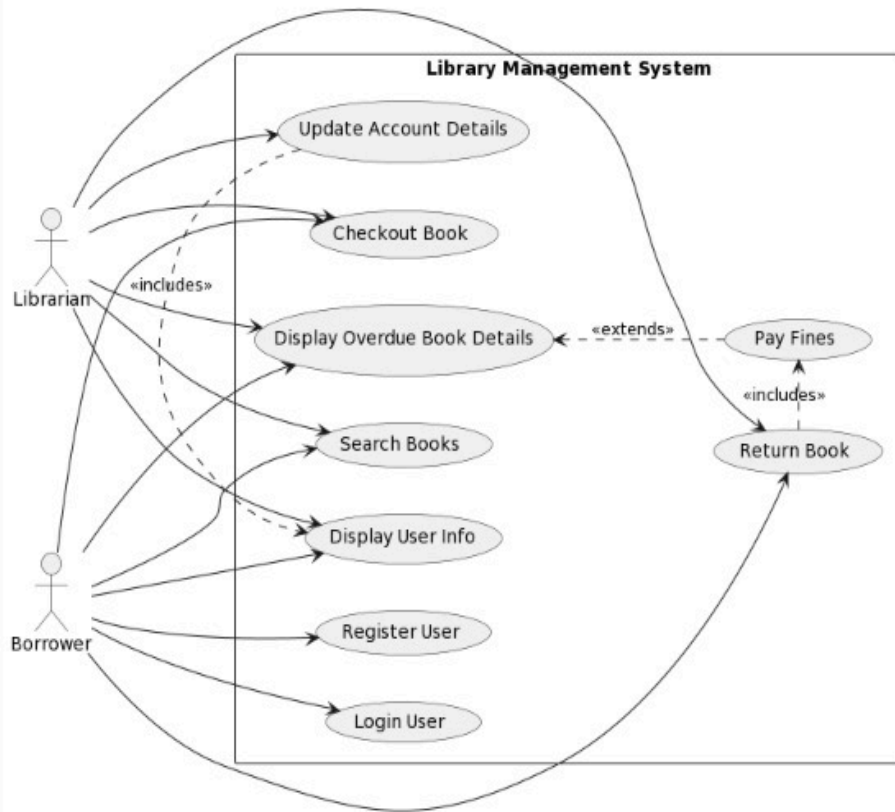 Library Management System
Update Account Details
Checkout Book
«includes»
Librarian
Display Overdue Book Details
«extends»
Pay Fines
«includes»
Search Books
Return Book
Display User Info
Borrower
Register User
Login User